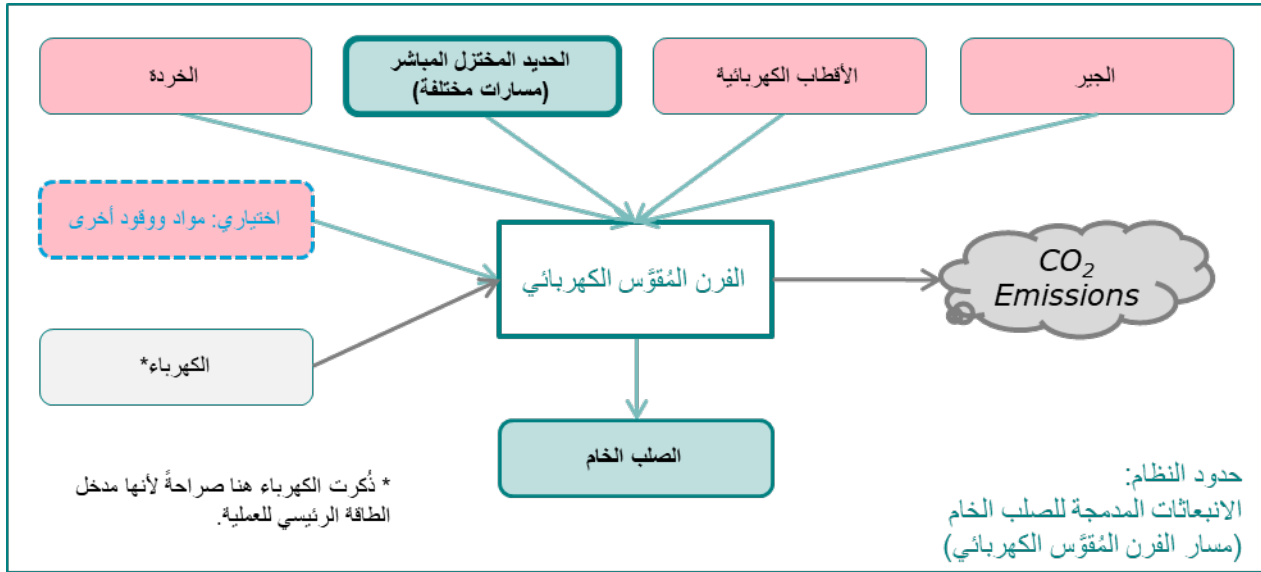 الجير
الأقطاب الكهربائية
الحديد المختزل المباشر
(مسارات مختلفة)
الخردة
اختياري: مواد ووقود أخرى
الفرن المُقوَّس الكهربائي
CO₂
Emissions
الكهرباء*
الصلب الخام
* ذُكرت الكهرباء هنا صراحةً لأنها مدخل
الطاقة الرئيسي للعملية.
حدود النظام:
الانبعاثات المدمجة للصلب الخام
(مسار الفرن المُقوَّس الكهربائي)